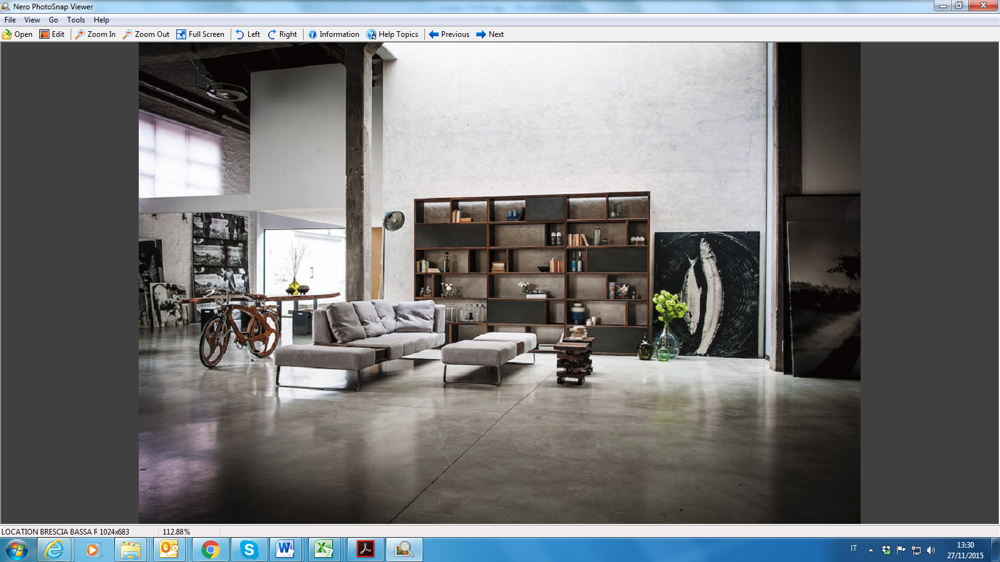 Nero PhotoSnap Viewer
File View Go Tools Help
Open Edit Zoom In Zoom Out Full Screen Left Right Information Help Topics Previous Next
LOCATION BRESCIA BASSA R 1024x683 112.88%
IT 13:30
27/11/2015